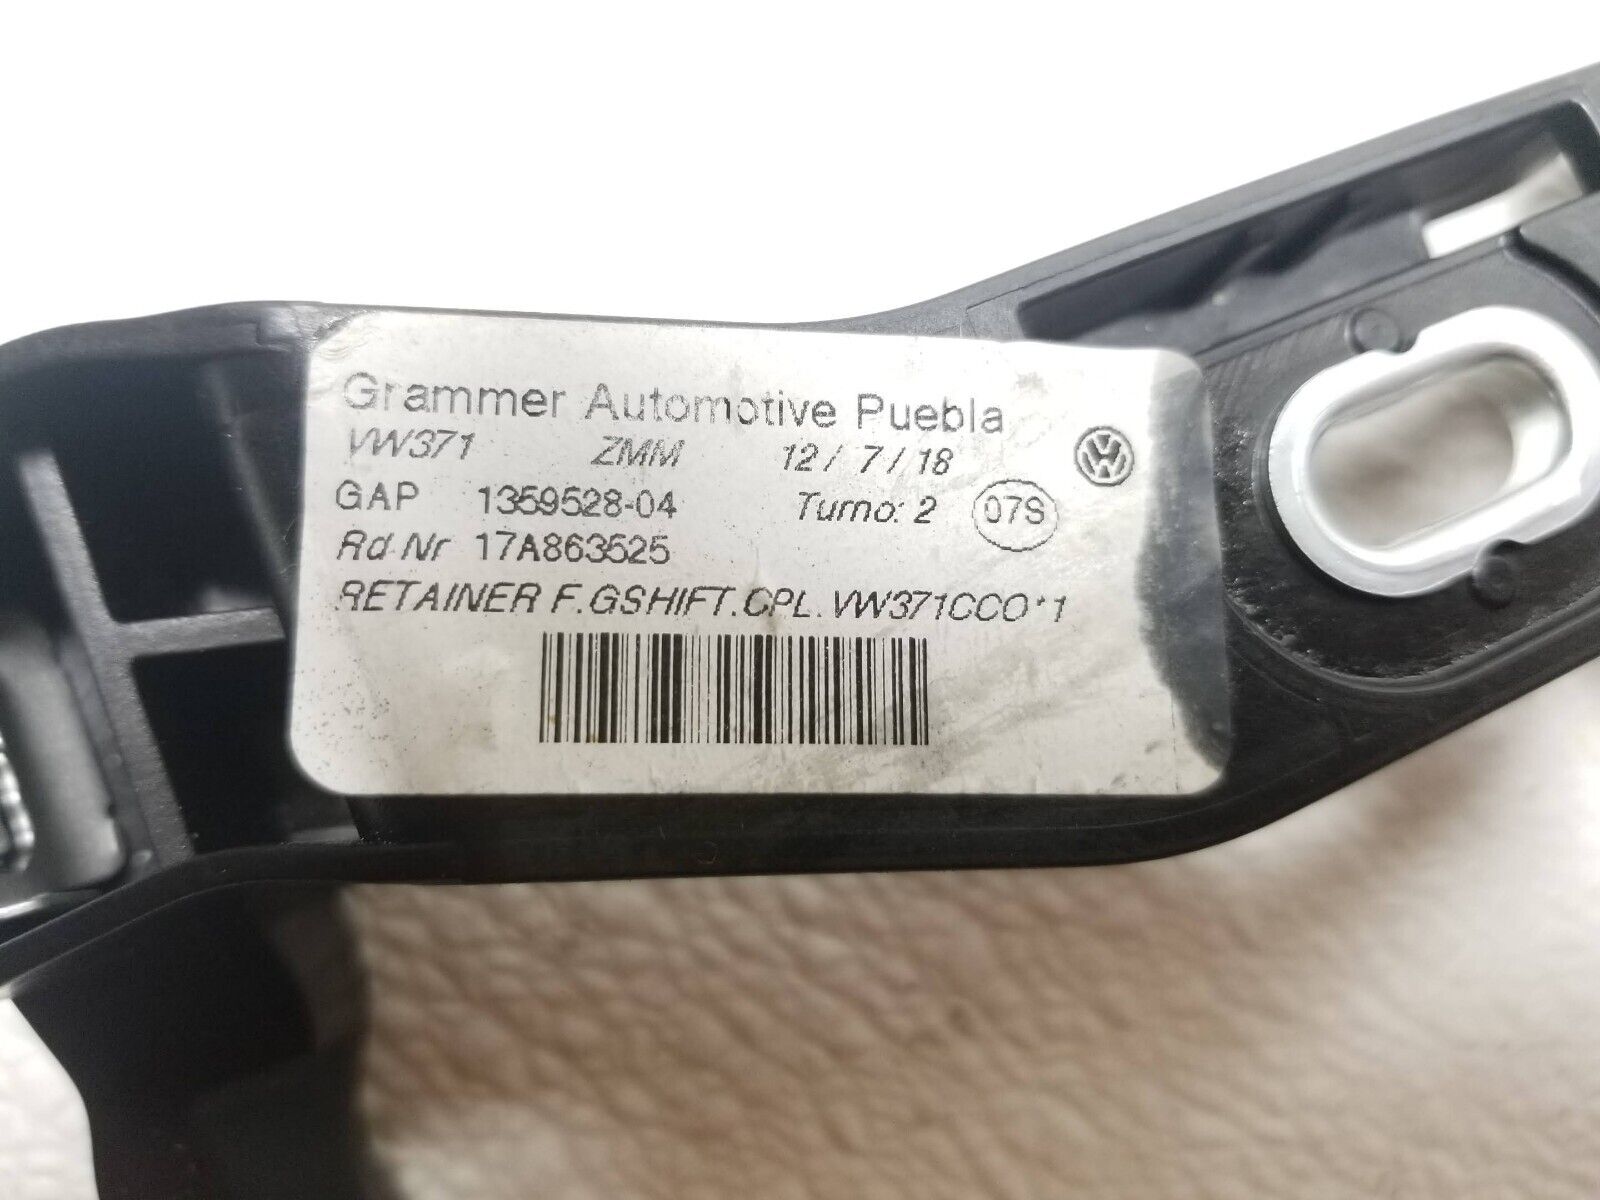 Grammer Automotive Puebla
VW371 ZMM 12/ 7/18
GAP 1359528-04 Turno: 2 07S
Rd-Nr 17A863525
RETAINER F.GSHIFT.CPL.VW371CCO*1